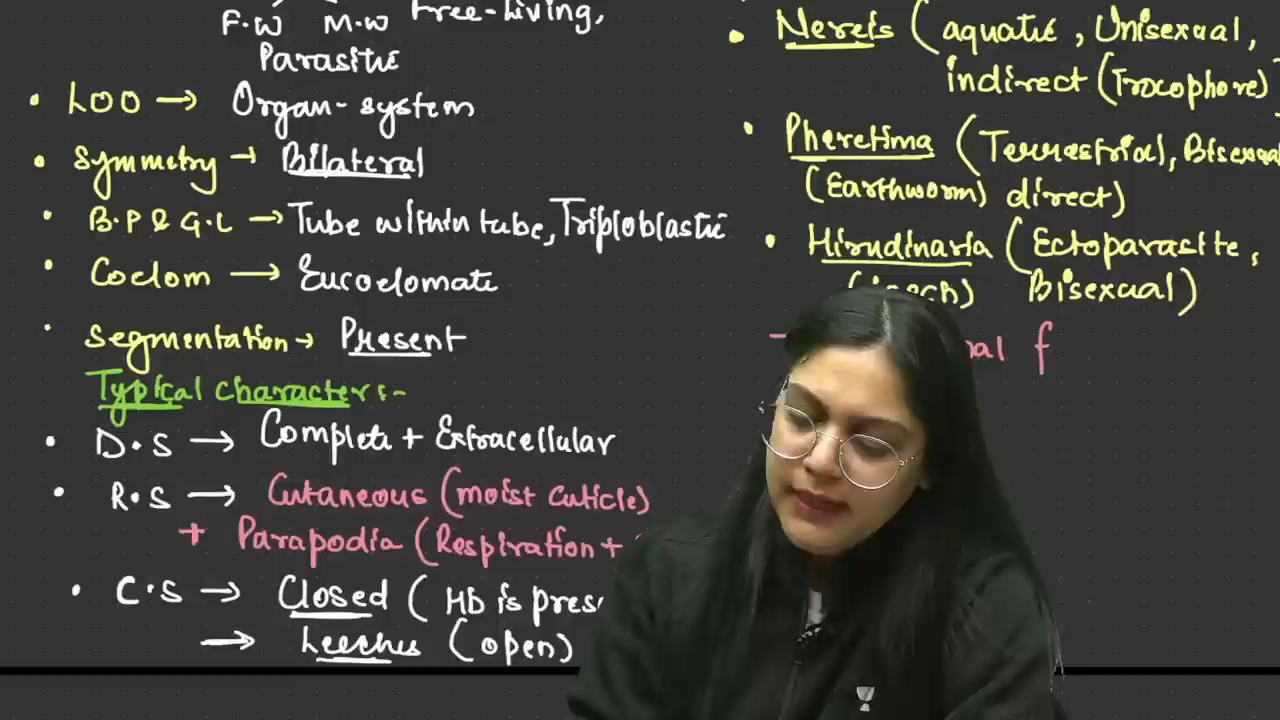 F.W M.W Free-living,
Parasitic
• LOO → Organ-system
• Symmetry → Bilateral
• B.P & G.L → Tube within tube, Triploblastic
• Coelom → Eucoelomate
• Segmentation → Present
Typical characters:-
• D.S → Complete + Extracellular
• R.S → Cutaneous (moist cuticle)
+ Parapodia (Respiration +
• C.S → Closed ( Hb is
→ Leeches (open)
• Nereis ( aquatic , Unisexual,
indirect (Trocophore)
• Pheretima ( Terrestrial,
(Earthworm) direct)
• Hirudinaria ( Ectoparasite,
Bisexual)
f